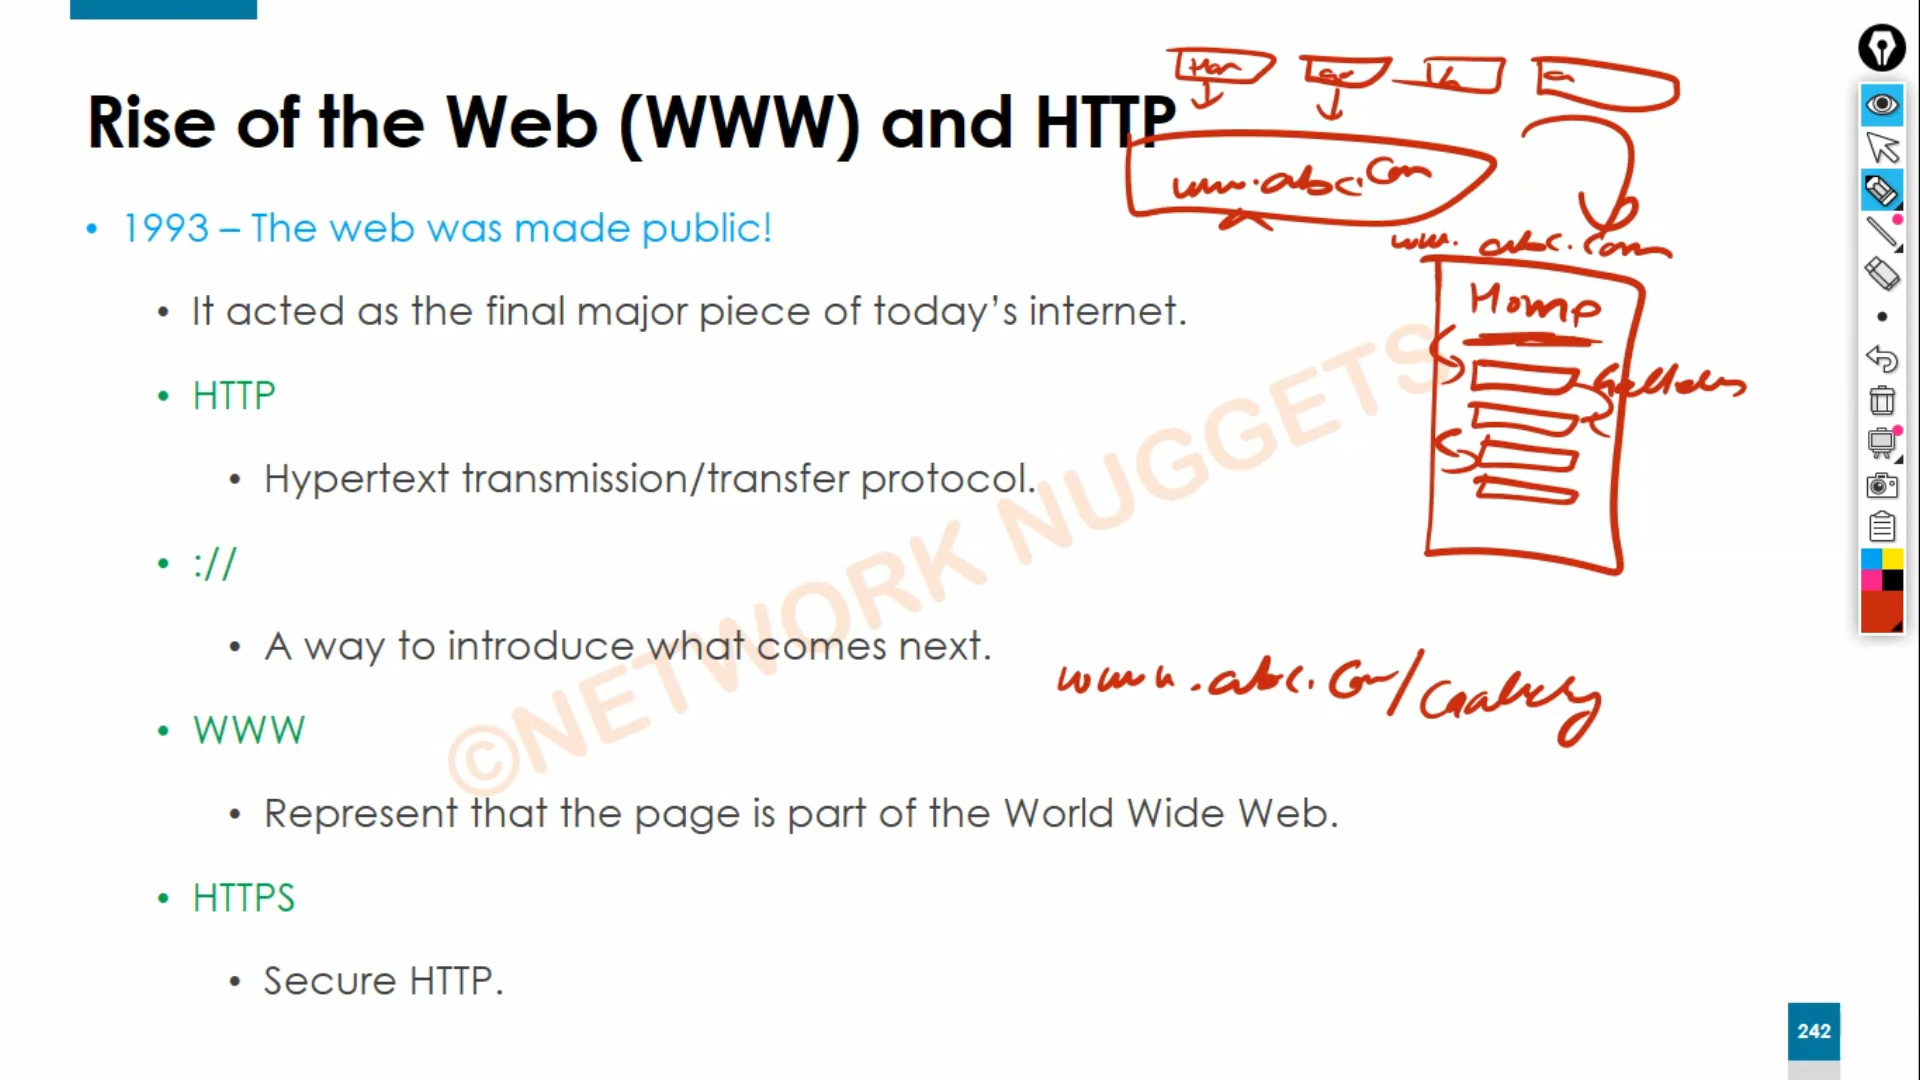 Rise of the Web (WWW) and HTTP
www.abc.Com
• 1993 – The web was made public!
www. abc.com
Home
• It acted as the final major piece of today’s internet.
• HTTP
• Hypertext transmission/transfer protocol.
• ://
• A way to introduce what comes next.
www.abc.Com/
• WWW
• Represent that the page is part of the World Wide Web.
• HTTPS
• Secure HTTP.
©NETWORK NUGGETS
242